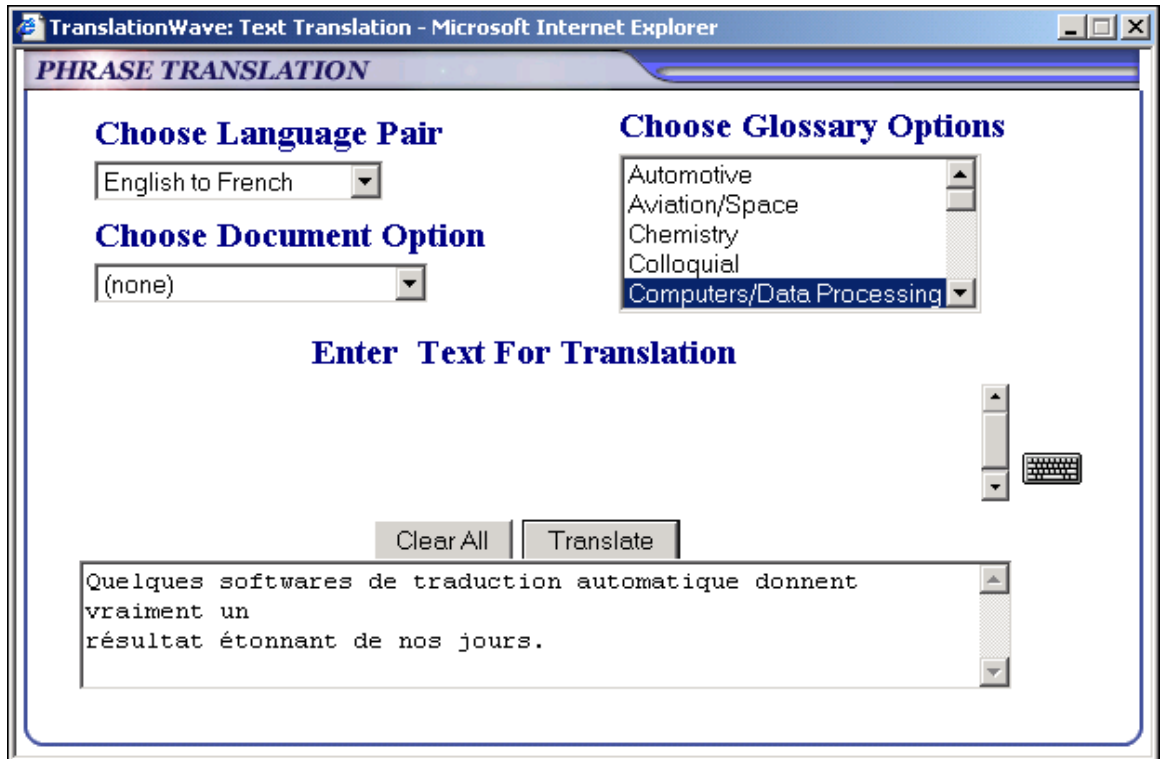 TranslationWave: Text Translation - Microsoft Internet Explorer
PHRASE TRANSLATION
Choose Language Pair
English to French
Choose Document Option
(none)
Choose Glossary Options
Automotive
Aviation/Space
Chemistry
Colloquial
Computers/Data Processing
Enter Text For Translation
Clear All
Translate
Quelques softwares de traduction automatique donnent
vraiment un
résultat étonnant de nos jours.